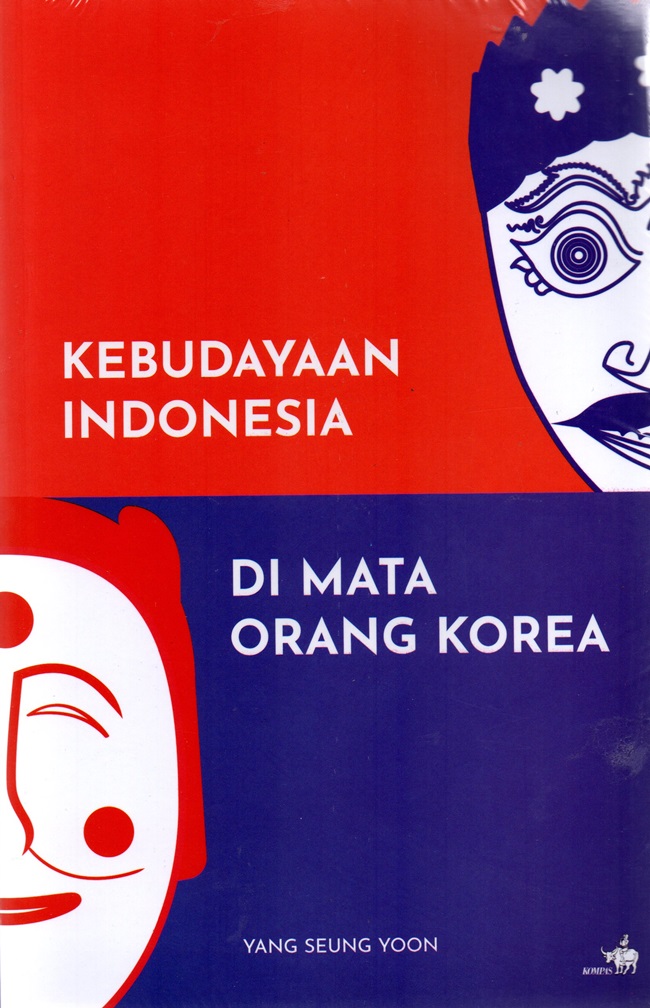 KEBUDAYAAN
INDONESIA
DI MATA
ORANG KOREA
YANG SEUNG YOON
KOMPAS